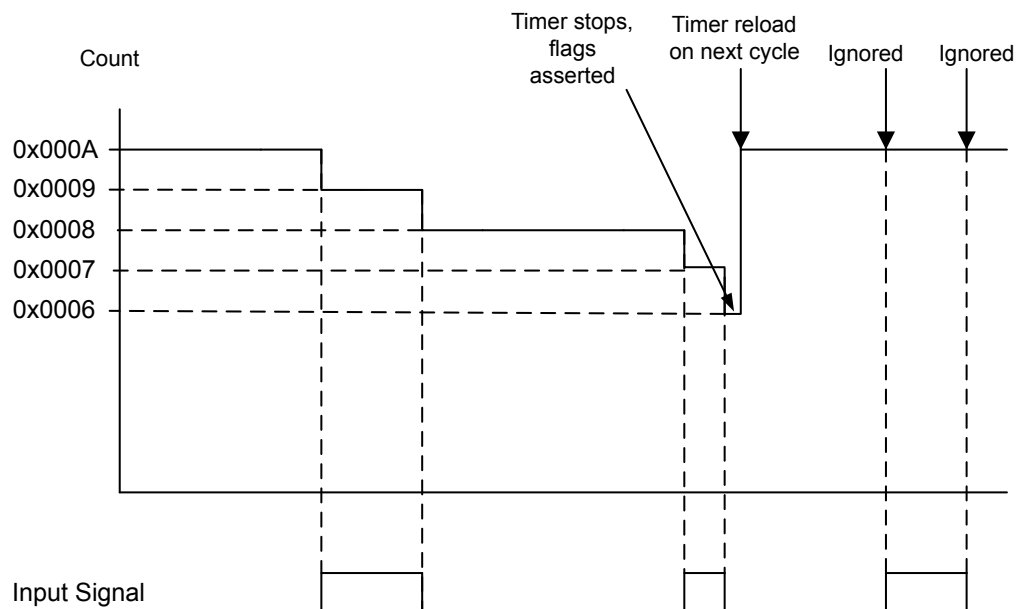 Timer stops,
flags
asserted
Timer reload
on next cycle
Ignored
Ignored
Count
0x000A
0x0009
0x0008
0x0007
0x0006
Input Signal